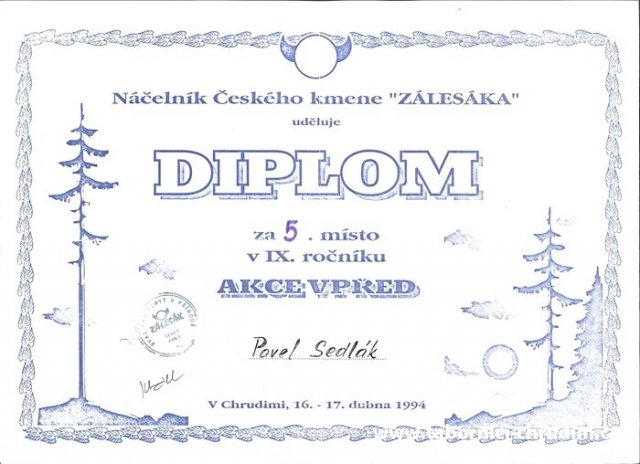 Náčelník Českého kmene "ZÁLESÁKA"
uděluje
DIPLOM
za 5. místo
v IX. ročníku
AKCE VPŘED
ZÁLESÁK
Pavel Sedlák
V Chrudimi, 16. - 17. dubna 1994